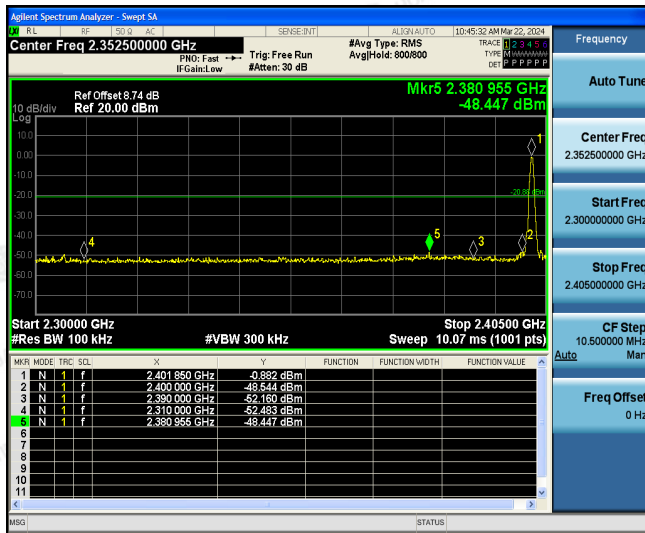 Agilent Spectrum Analyzer - Swept SA
RL RF 50 Ω AC SENSE:INT ALIGN AUTO 10:45:32 AM Mar 22, 2024
Center Freq 2.352500000 GHz #Avg Type: RMS TRACE 1 2 3 4 5 6
PNO: Fast Trig: Free Run Avg|Hold: 800/800 TYPE M
IFGain:Low #Atten: 30 dB DET P P P P P P
Ref Offset 8.74 dB Mkr5 2.380 955 GHz
10 dB/div Ref 20.00 dBm -48.447 dBm
Log
10.0
0.00
-10.0
-20.0
-30.0
-40.0
-50.0
-60.0
-70.0
1
-20.88 dBm
4 5 3 2
Start 2.30000 GHz Stop 2.40500 GHz
#Res BW 100 kHz #VBW 300 kHz Sweep 10.07 ms (1001 pts)
MKR MODE TRC SCL X Y FUNCTION FUNCTION WIDTH FUNCTION VALUE
1 N 1 f 2.401 850 GHz -0.882 dBm
2 N 1 f 2.400 000 GHz -48.544 dBm
3 N 1 f 2.390 000 GHz -52.160 dBm
4 N 1 f 2.310 000 GHz -52.483 dBm
5 N 1 f 2.380 955 GHz -48.447 dBm
6
7
8
9
10
11
MSG STATUS
Frequency
Auto Tune
Center Freq
2.352500000 GHz
Start Freq
2.300000000 GHz
Stop Freq
2.405000000 GHz
CF Step
10.500000 MHz
Auto Man
Freq Offset
0 Hz